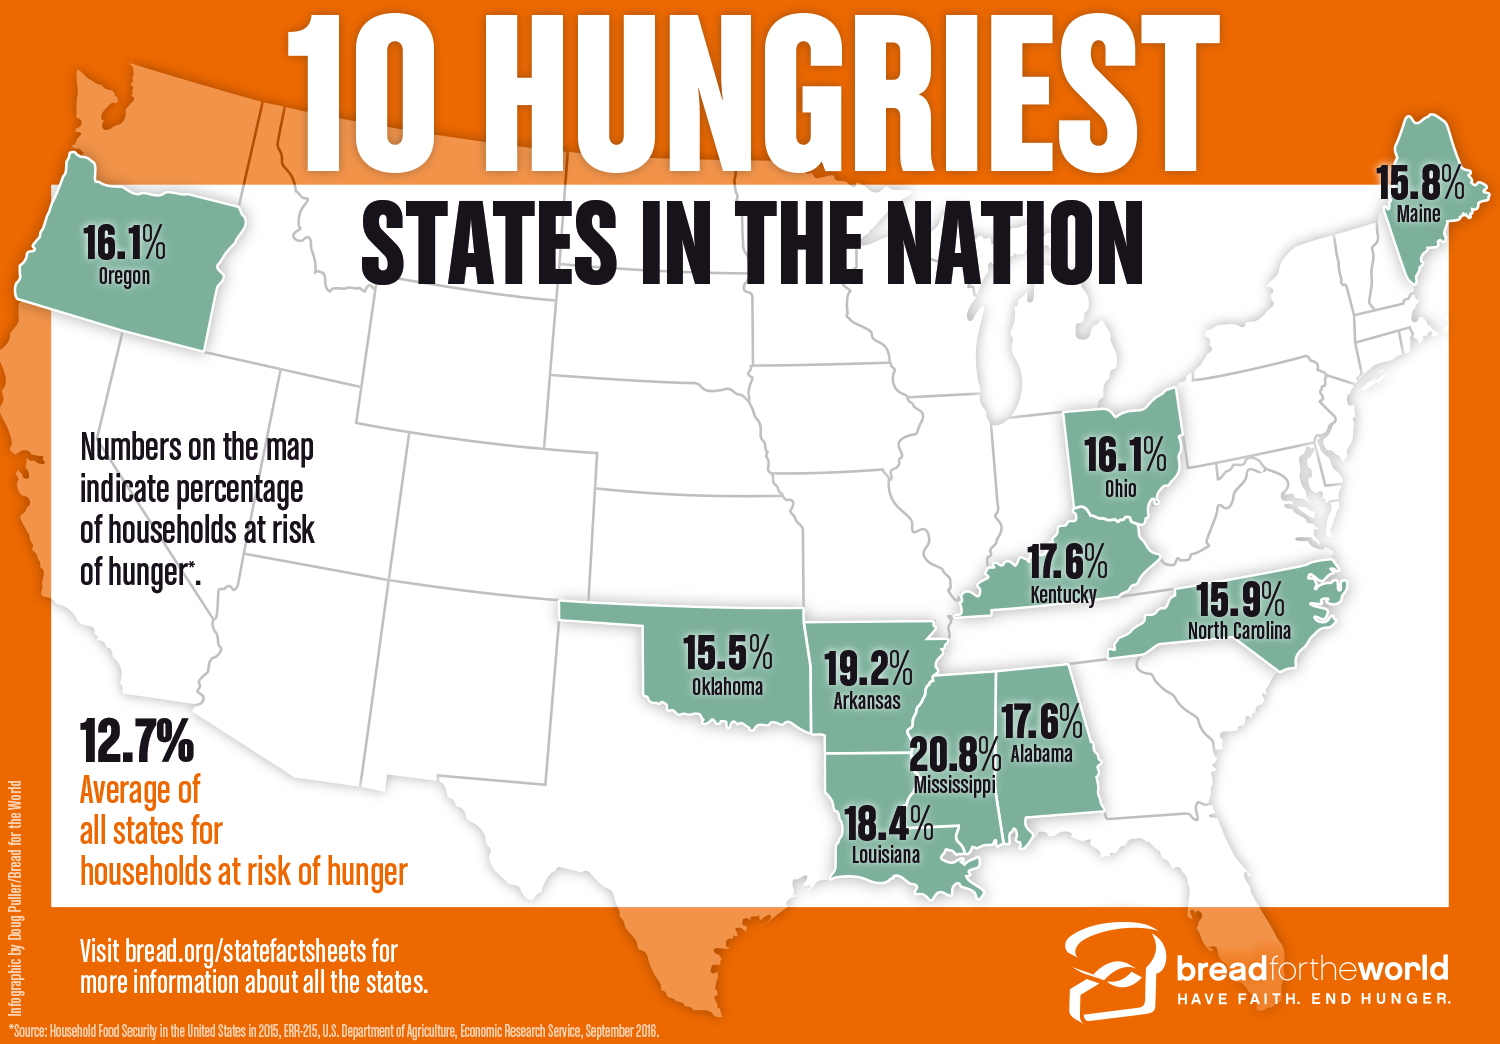 10 HUNGRIEST
STATES IN THE NATION
15.8%
Maine
16.1%
Oregon
Numbers on the map
indicate percentage
of households at risk
of hunger*.
16.1%
Ohio
17.6%
Kentucky
15.9%
North Carolina
15.5%
Oklahoma
19.2%
Arkansas
20.8%
Mississippi
17.6%
Alabama
18.4%
Louisiana
12.7%
Average of
all states for
households at risk of hunger
Visit bread.org/statefactsheets for
more information about all the states.
breadfortheworld
HAVE FAITH. END HUNGER.
Infographic by Doug Puller/Bread for the World
*Source: Household Food Security in the United States in 2015, ERR-215, U.S. Department of Agriculture, Economic Research Service, September 2016.